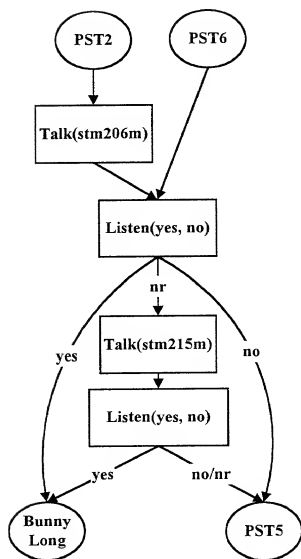 PST2 PST6
Talk(stm206m)
Listen(yes, no)
nr
Talk(stm215m)
yes no
Listen(yes, no)
yes no/nr
Bunny
Long
PST5